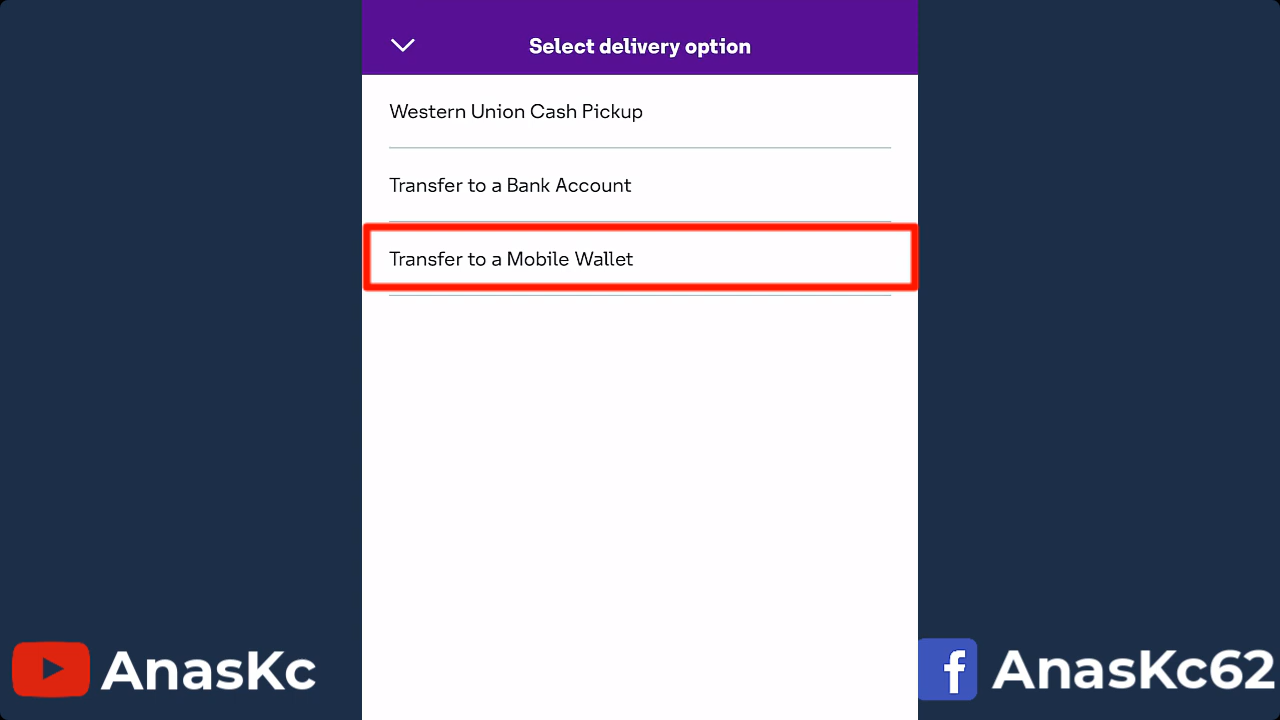 Select delivery option
Western Union Cash Pickup
Transfer to a Bank Account
Transfer to a Mobile Wallet
AnasKc
f AnasKc62